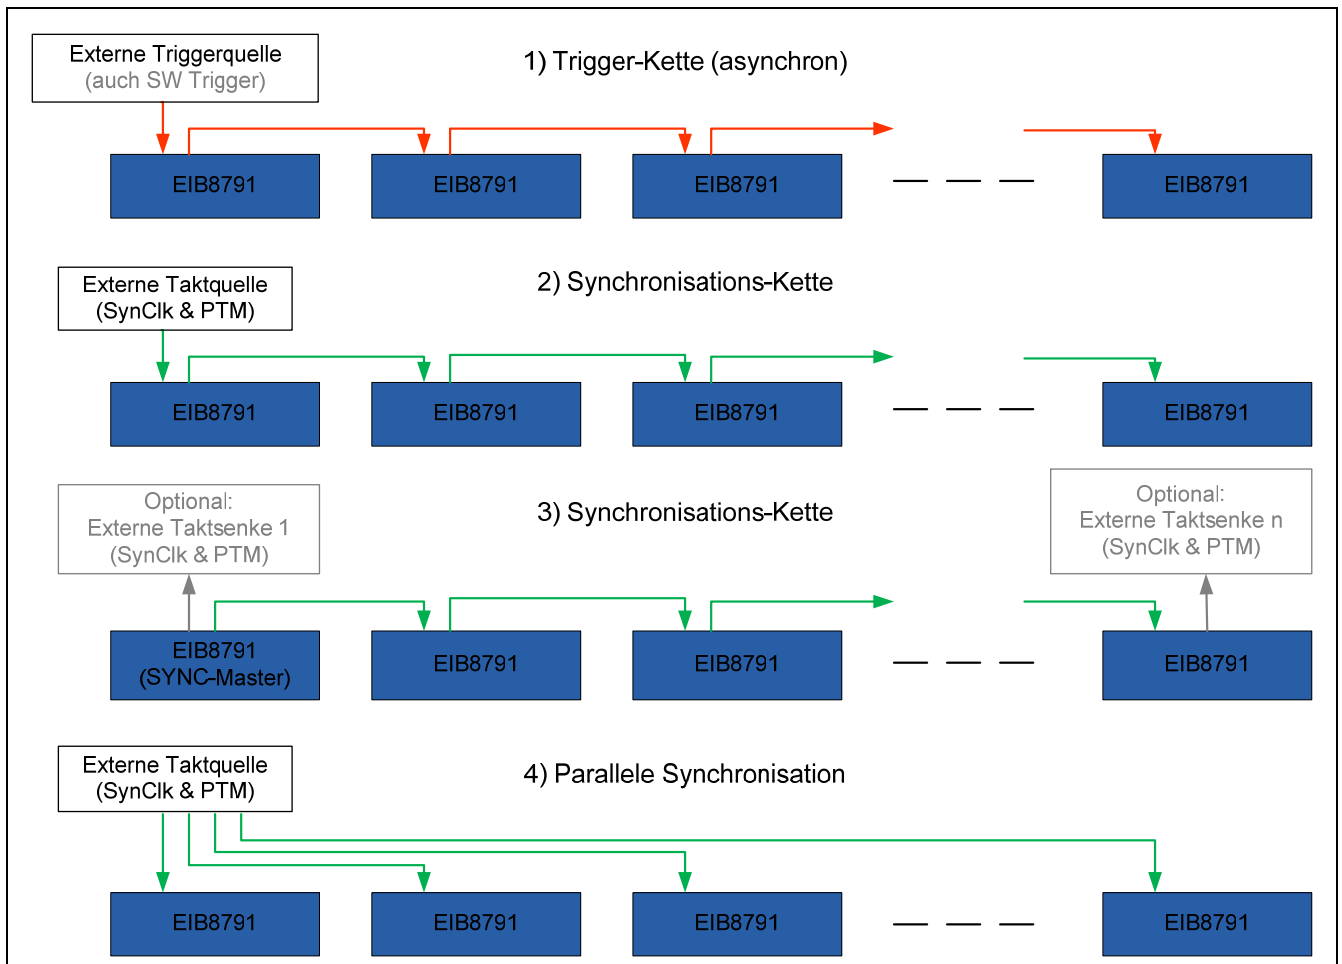 Externe Triggerquelle
(auch SW Trigger)
1) Trigger-Kette (asynchron)
EIB8791
EIB8791
EIB8791
EIB8791
Externe Taktquelle
(SynClk & PTM)
2) Synchronisations-Kette
EIB8791
EIB8791
EIB8791
EIB8791
Optional:
Externe Taktsenke 1
(SynClk & PTM)
3) Synchronisations-Kette
Optional:
Externe Taktsenke n
(SynClk & PTM)
EIB8791
(SYNC-Master)
EIB8791
EIB8791
EIB8791
Externe Taktquelle
(SynClk & PTM)
4) Parallele Synchronisation
EIB8791
EIB8791
EIB8791
EIB8791